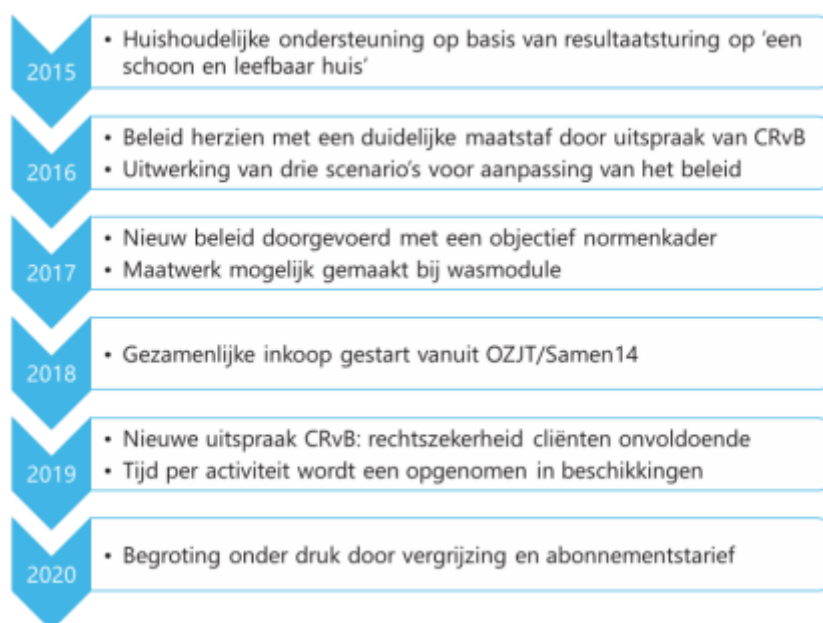 2015
• Huishoudelijke ondersteuning op basis van resultaatsturing op ‘een
schoon en leefbaar huis’
2016
• Beleid herzien met een duidelijke maatstaf door uitspraak van CRvB
• Uitwerking van drie scenario’s voor aanpassing van het beleid
2017
• Nieuw beleid doorgevoerd met een objectief normenkader
• Maatwerk mogelijk gemaakt bij wasmodule
2018
• Gezamenlijke inkoop gestart vanuit OZJT/Samen14
2019
• Nieuwe uitspraak CRvB: rechtszekerheid cliënten onvoldoende
• Tijd per activiteit wordt een opgenomen in beschikkingen
2020
• Begroting onder druk door vergrijzing en abonnementstarief